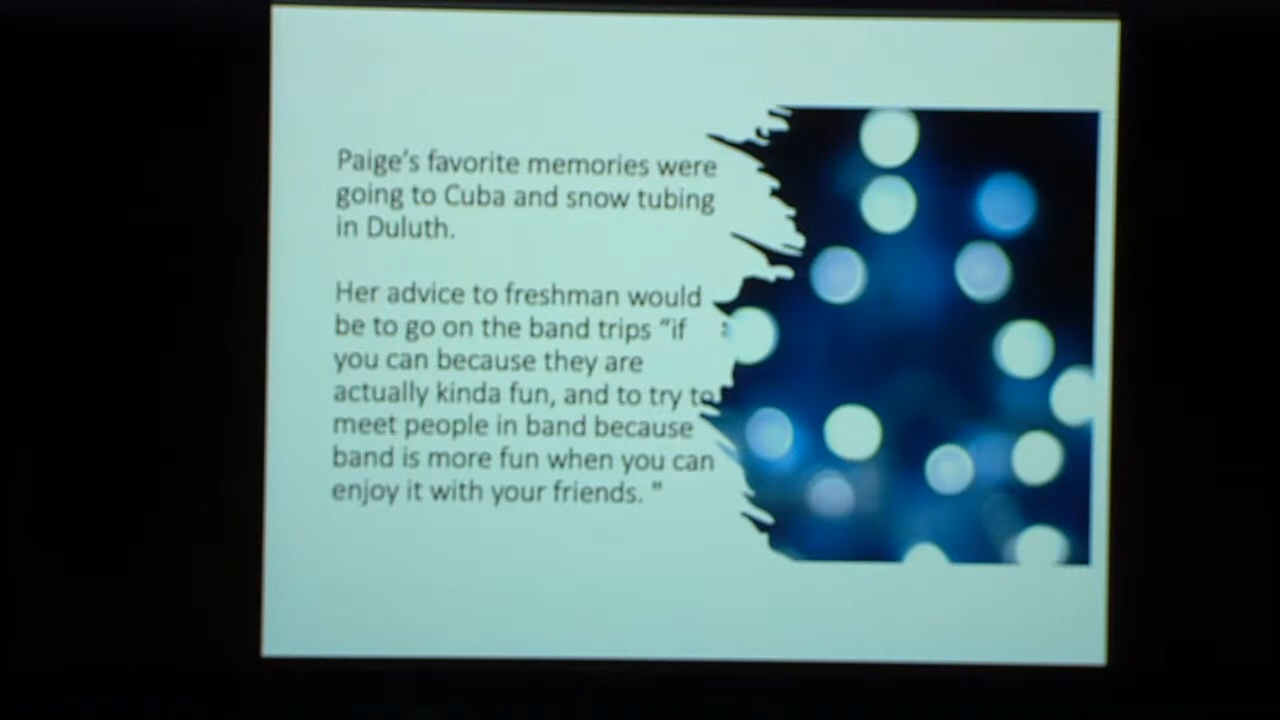 Paige's favorite memories were
going to Cuba and snow tubing
in Duluth.
Her advice to freshman would
be to go on the band trips "if
you can because they are
actually kinda fun, and to try to
meet people in band because
band is more fun when you can
enjoy it with your friends. "